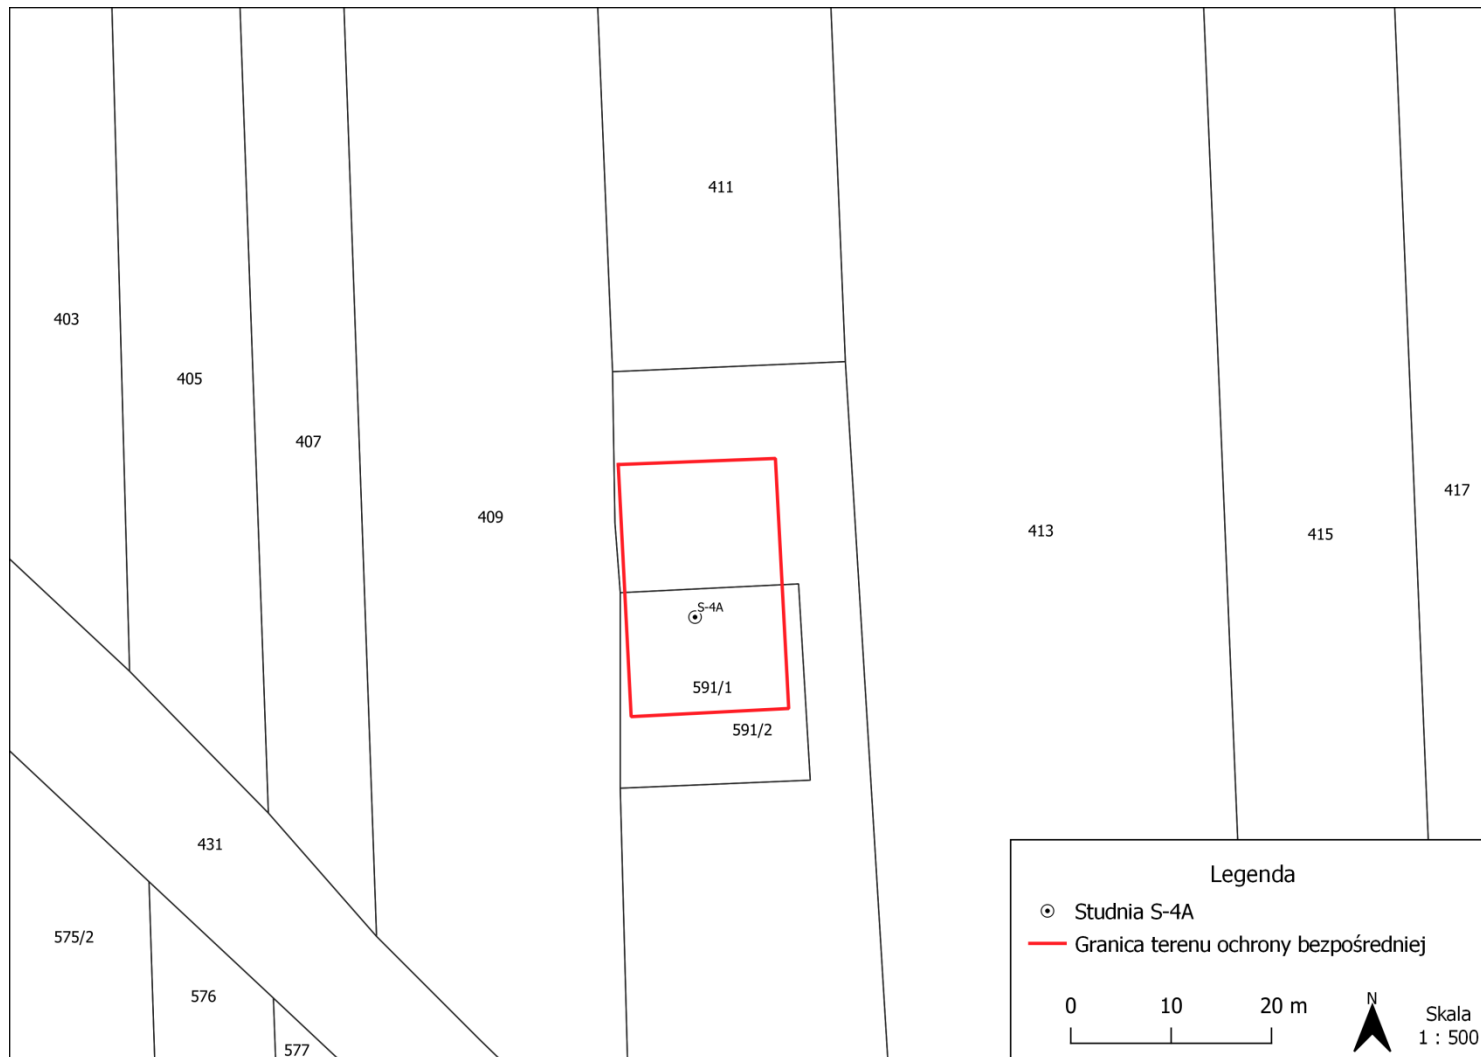 411
403
405
407
417
409
413
415
S-4A
591/1
591/2
431
575/2
576
577
Legenda
Studnia S-4A
Granica terenu ochrony bezpośredniej
0 10 20 m
N
Skala
1 : 500